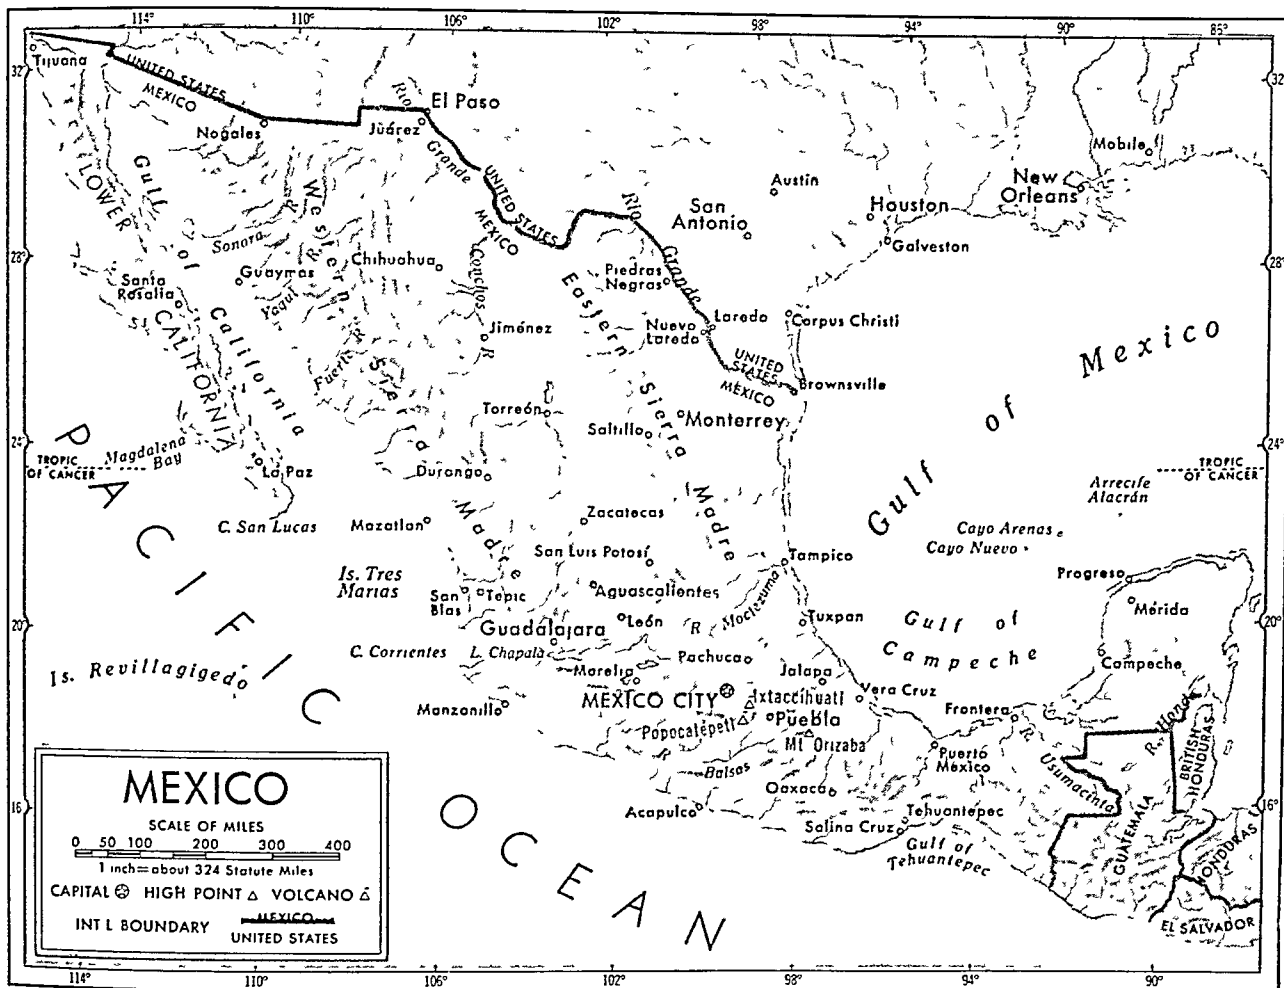 114° 110° 106° 102° 98° 94° 90° 86°
32° 32°
Tijuana
UNITED STATES
MEXICO
Nogales
Rio
Grande
El Paso
Juárez
UNITED STATES
MEXICO
Rio
Grande
Austin
San
Antonio
Houston
Galveston
New
Orleans
Mobile
LOWER
CALIFORNIA
Gulf of California
Western Sierra Madre
Sonora R.
Guaymas
Yaqui R.
Chihuahua
Conchos R
Eastern Sierra Madre
Piedras
Negras
28° 28°
Santa
Rosalia
Jiménez
Nuevo
Laredo
Laredo
Corpus Christi
Fuerte R
UNITED
STATES
MEXICO
Brownsville
Gulf of Mexico
Torreón
Monterrey
Saltillo
24° 24°
TROPIC
OF CANCER
Magdalena
Bay
La Paz
Durango
TROPIC
OF CANCER
Arrecife
Alacrán
C. San Lucas
Mazatlan
Zacatecas
Cayo Arenas
Cayo Nuevo
San Luis Potosí
Tampico
Is. Tres
Marias
San
Blas
Tepic
Aguascalientes
R Moctezuma
Progreso
Mérida
León
Tuxpan
20° 20°
Gulf of
Campeche
Guadalajara
C. Corrientes
L. Chapala
Pachuca
Campeche
Is. Revillagigedo
Morelia
Jalapa
MEXICO CITY
Ixtaccíhuatl
Vera Cruz
Manzanillo
Popocatépetl
Puebla
Frontera
R. Hondo
Mt Orizaba
R Balsas
Puerto
México
R. Usumacinta
BRITISH
HONDURAS
16° 16°
Acapulco
Oaxaca
Salina Cruz
Tehuantepec
Gulf of
Tehuantepec
GUATEMALA
HONDURAS
EL SALVADOR
PACIFIC OCEAN
MEXICO
SCALE OF MILES
0 50 100 200 300 400
1 inch=about 324 Statute Miles
CAPITAL HIGH POINT VOLCANO
INT L BOUNDARY
MEXICO
UNITED STATES
114° 110° 106° 102° 98° 94° 90°